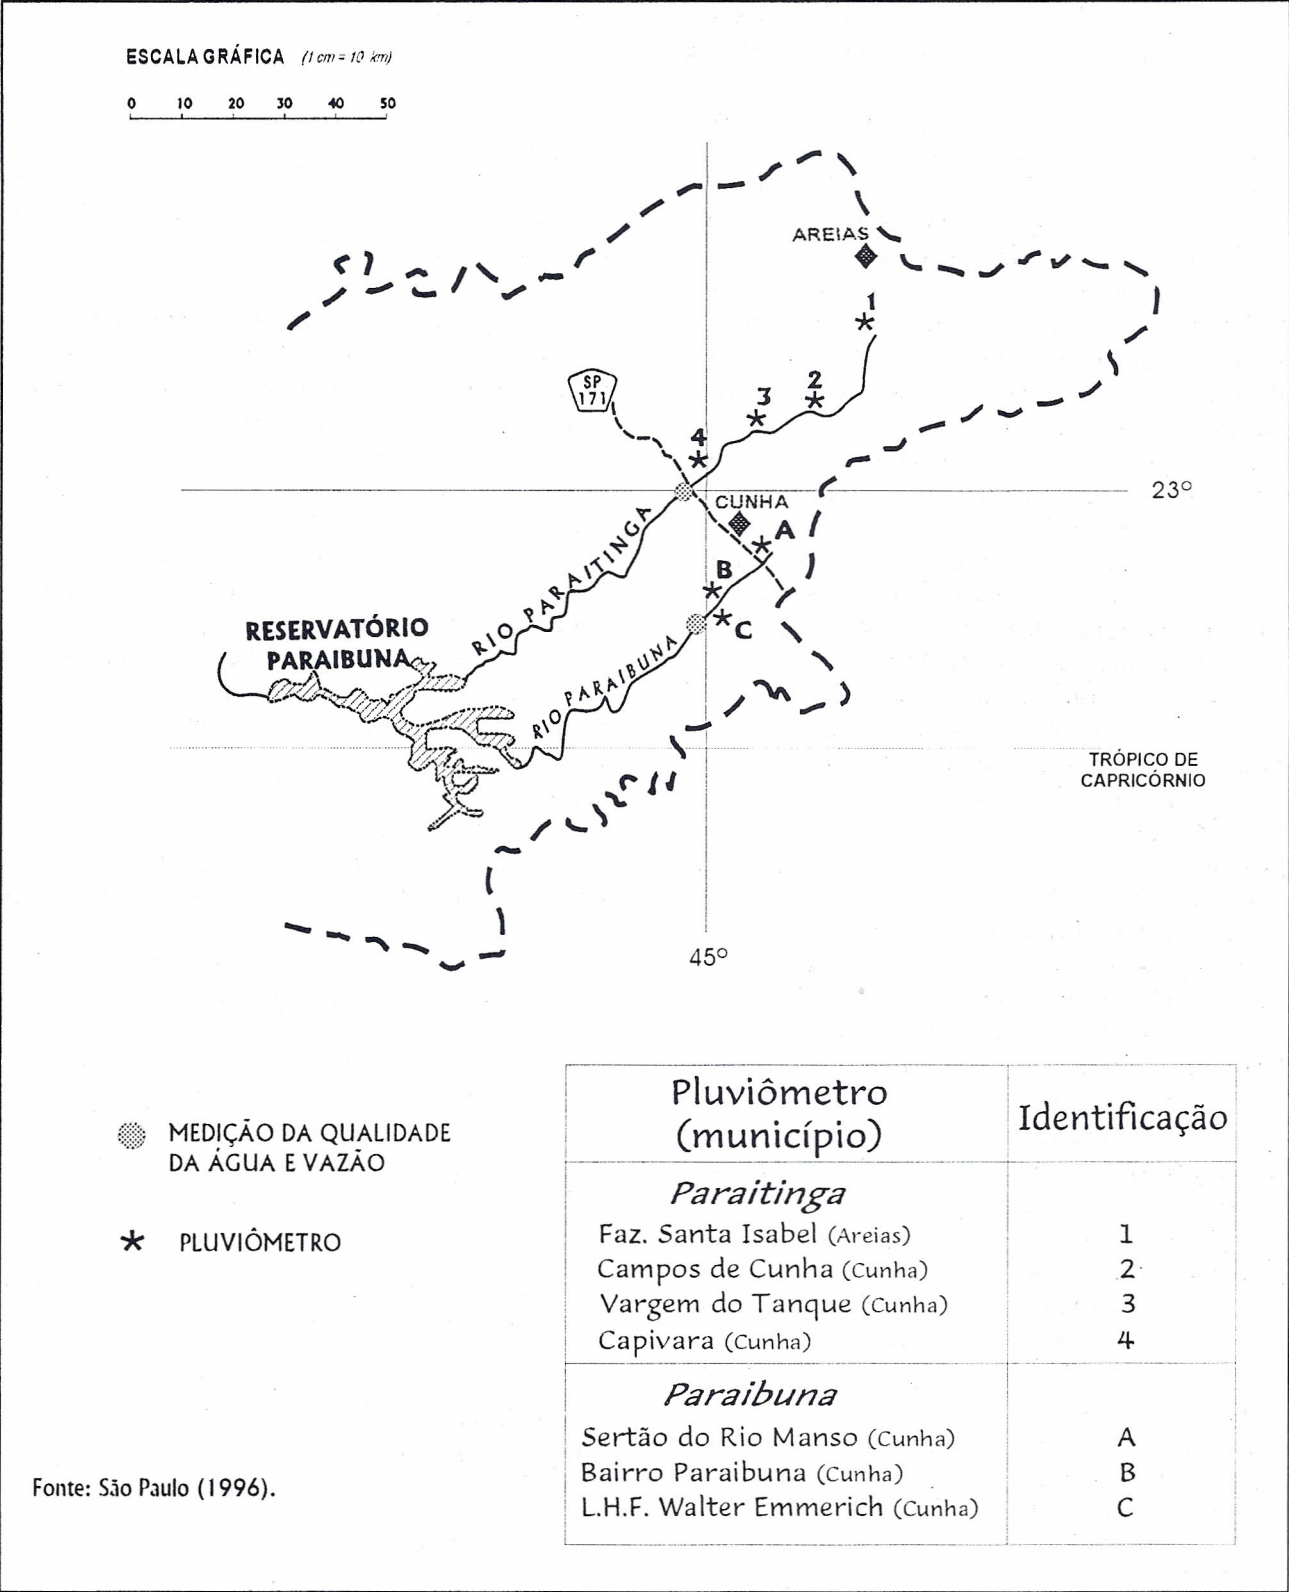 ESCALA GRÁFICA (1 cm = 10 km)
0 10 20 30 40 50
AREIAS
1
SP
171
2
3
4
23º
CUNHA
A
RIO PARAITINGA
B
C
RESERVATÓRIO
PARAIBUNA
RIO PARAIBUNA
TRÓPICO DE
CAPRICÓRNIO
45º
MEDIÇÃO DA QUALIDADE
DA ÁGUA E VAZÃO
PLUVIÔMETRO
Fonte: São Paulo (1996).
Pluviômetro
(município) Identificação
Paraitinga
Faz. Santa Isabel (Areias) 1
Campos de Cunha (Cunha) 2
Vargem do Tanque (Cunha) 3
Capivara (Cunha) 4
Paraibuna
Sertão do Rio Manso (Cunha) A
Bairro Paraibuna (Cunha) B
L.H.F. Walter Emmerich (Cunha) C